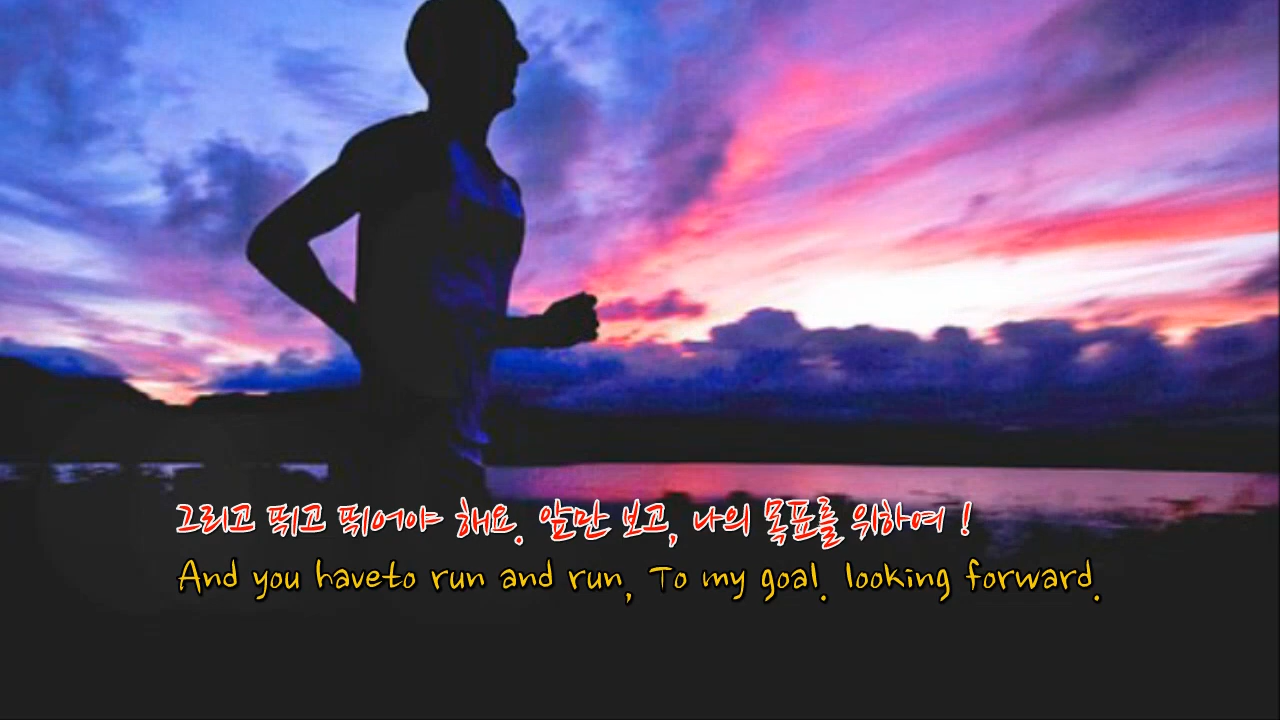 그리고 뛰고 뛰어야 해요. 앞만 보고, 나의 목표를 위하여 !
And you haveto run and run, To my goal. looking forward.